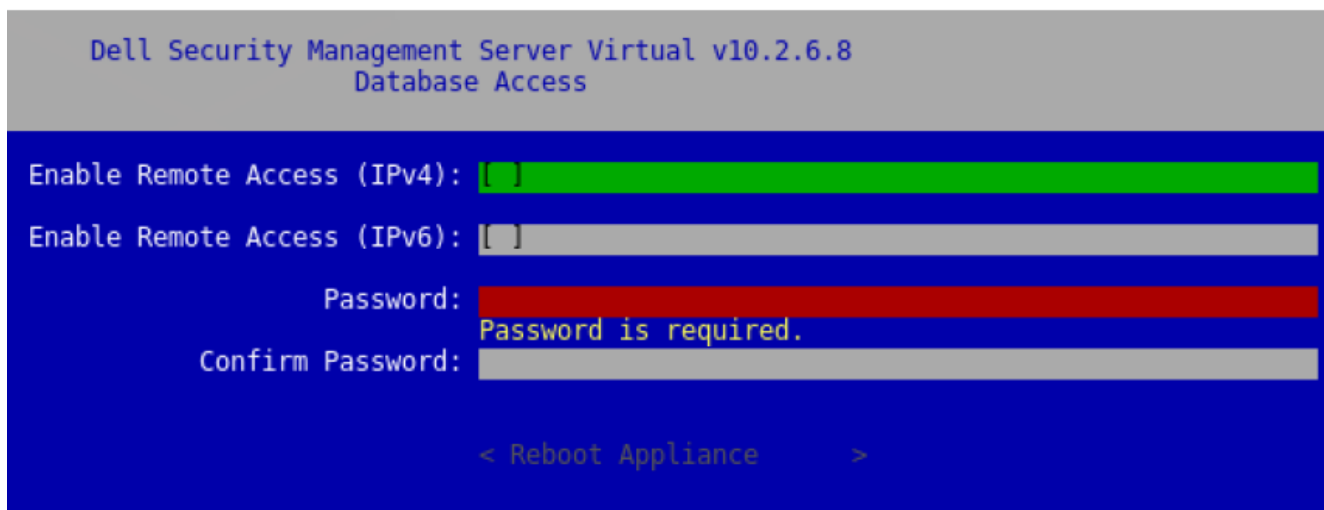 Dell Security Management Server Virtual v10.2.6.8
Database Access
Enable Remote Access (IPv4): [ ]
Enable Remote Access (IPv6): [ ]
Password:
Password is required.
Confirm Password:
< Reboot Appliance >